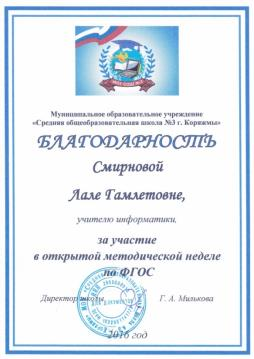 Муниципальное образовательное учреждение
«Средняя общеобразовательная школа №3 г. Коряжмы»
БЛАГОДАРНОСТЬ
Смирновой
Лале Гамлетовне,
учителю информатики,
за участие
в открытой методической неделе
по ФГОС
Директор школы Г. А. Милькова
2016 год